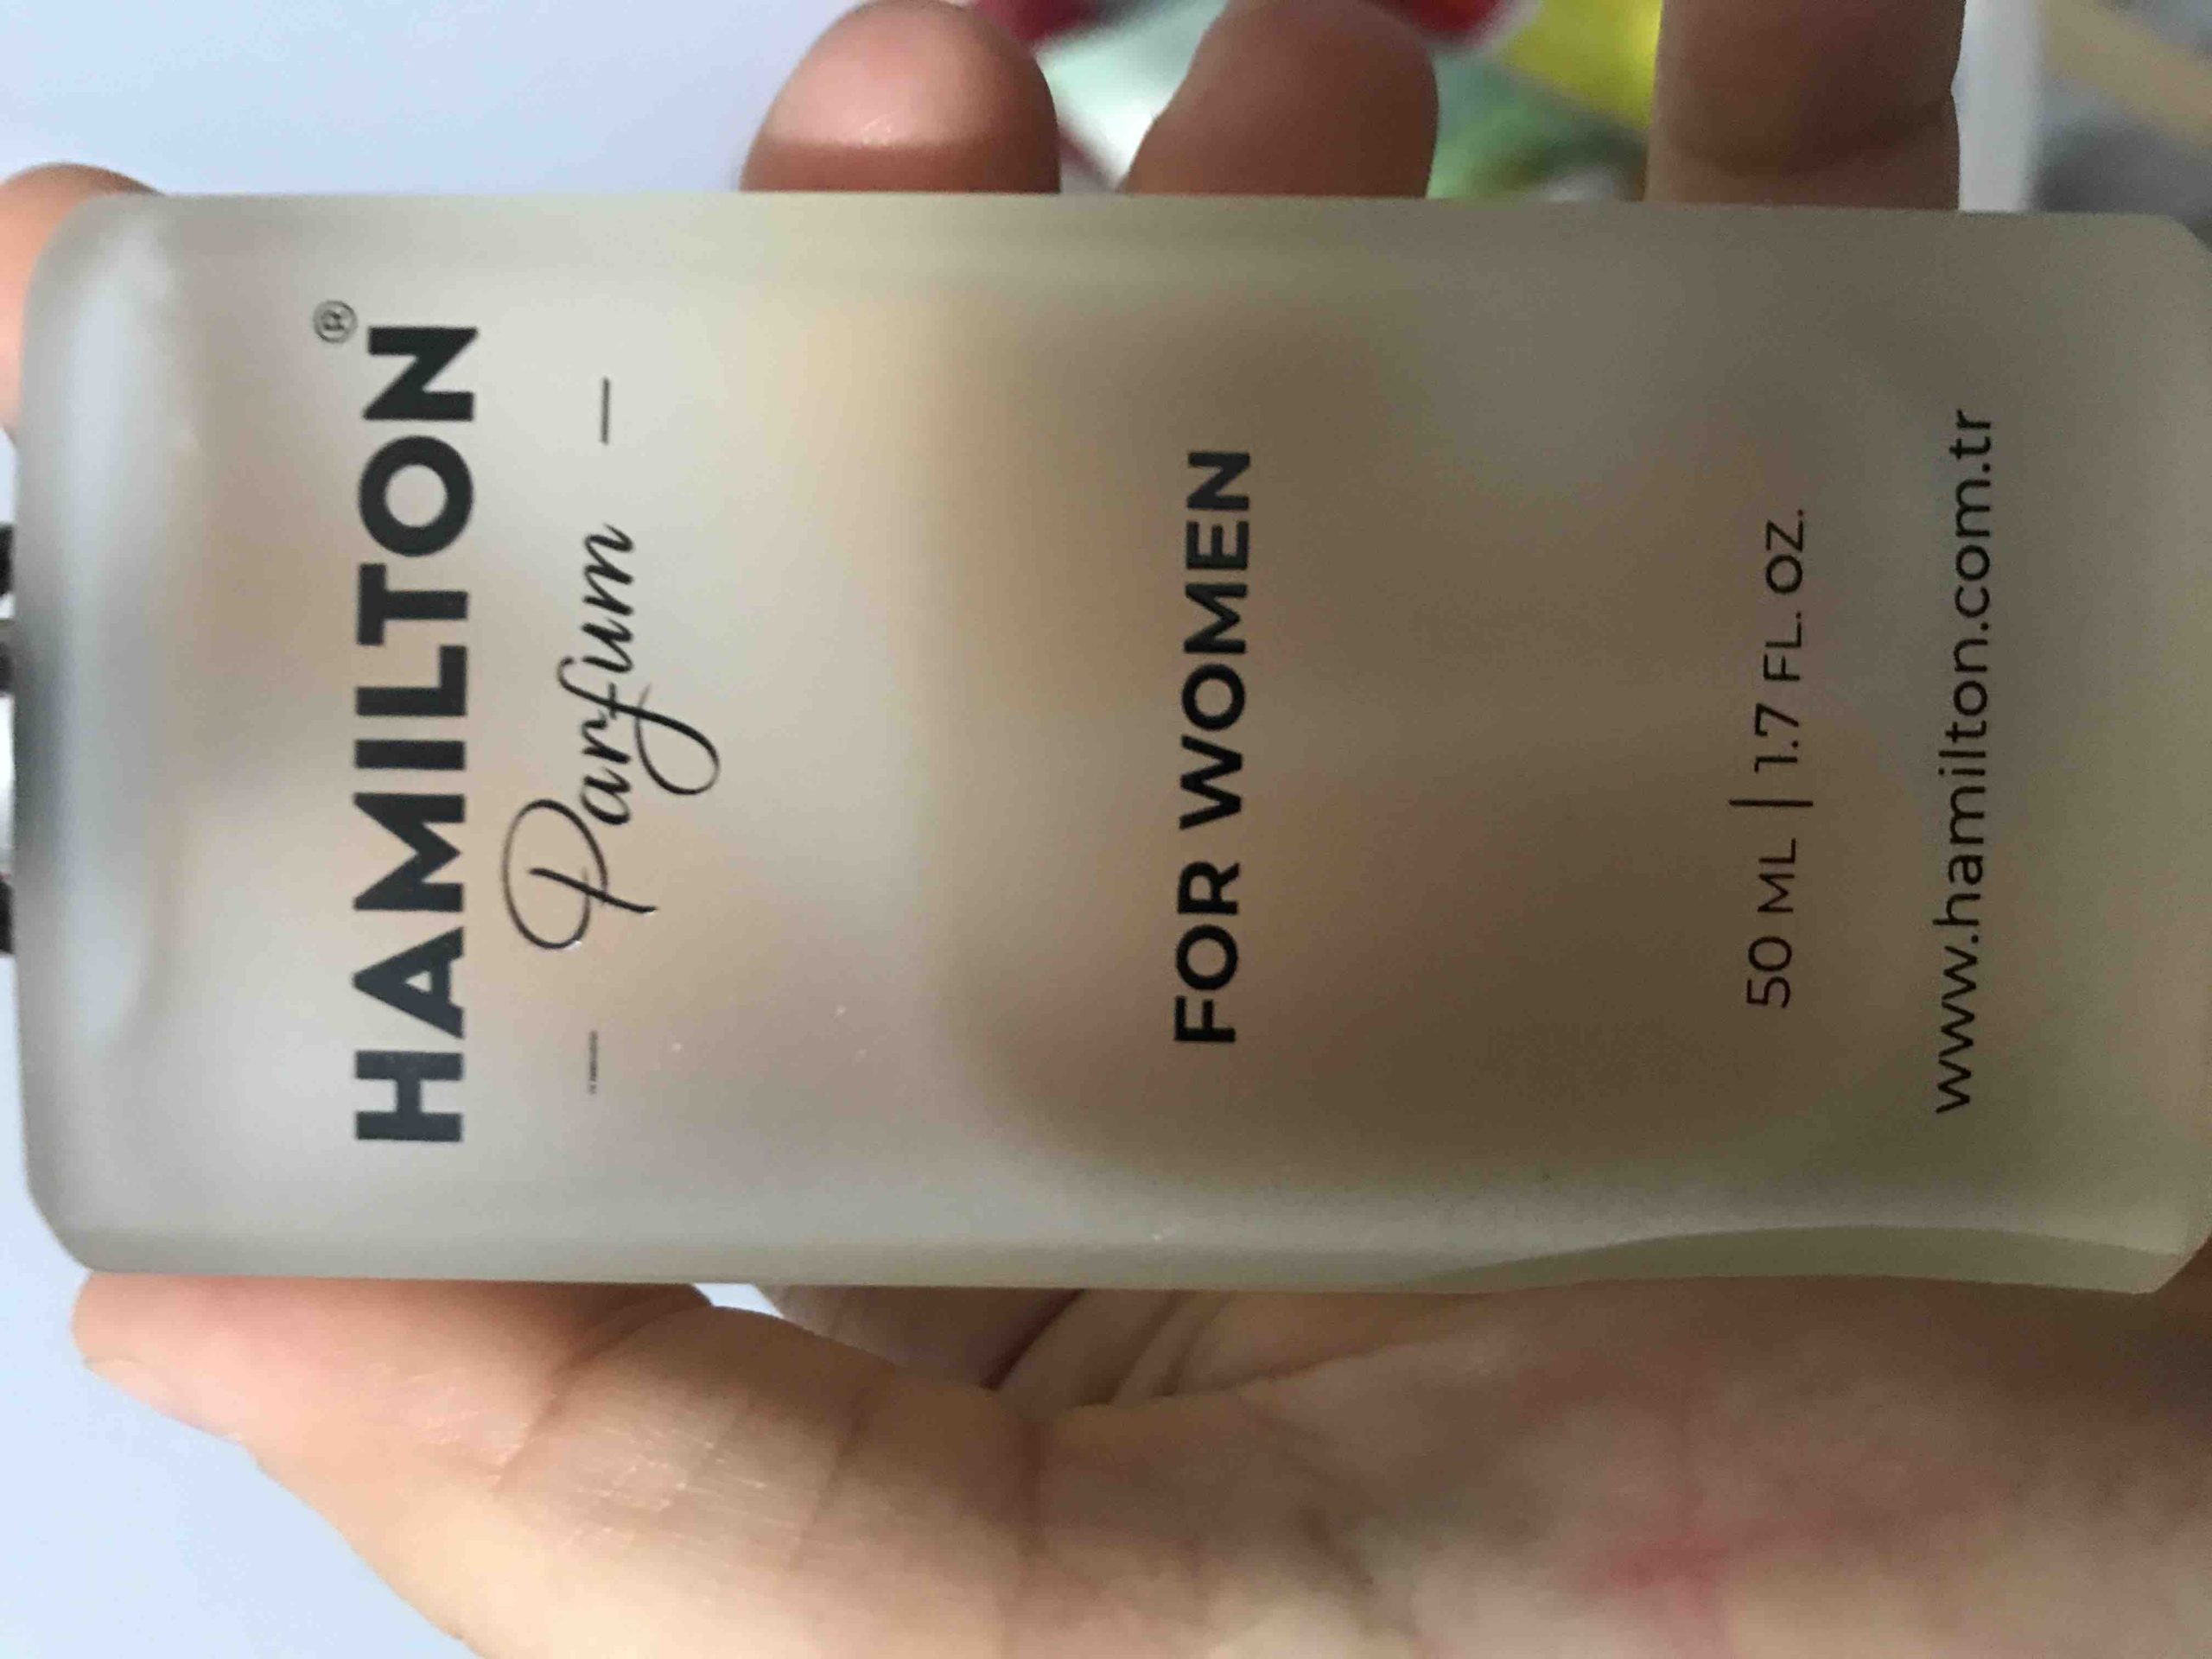 HAMILTON®
— Parfum —
FOR WOMEN
50 ML | 1.7 FL. OZ.
www.hamilton.com.tr